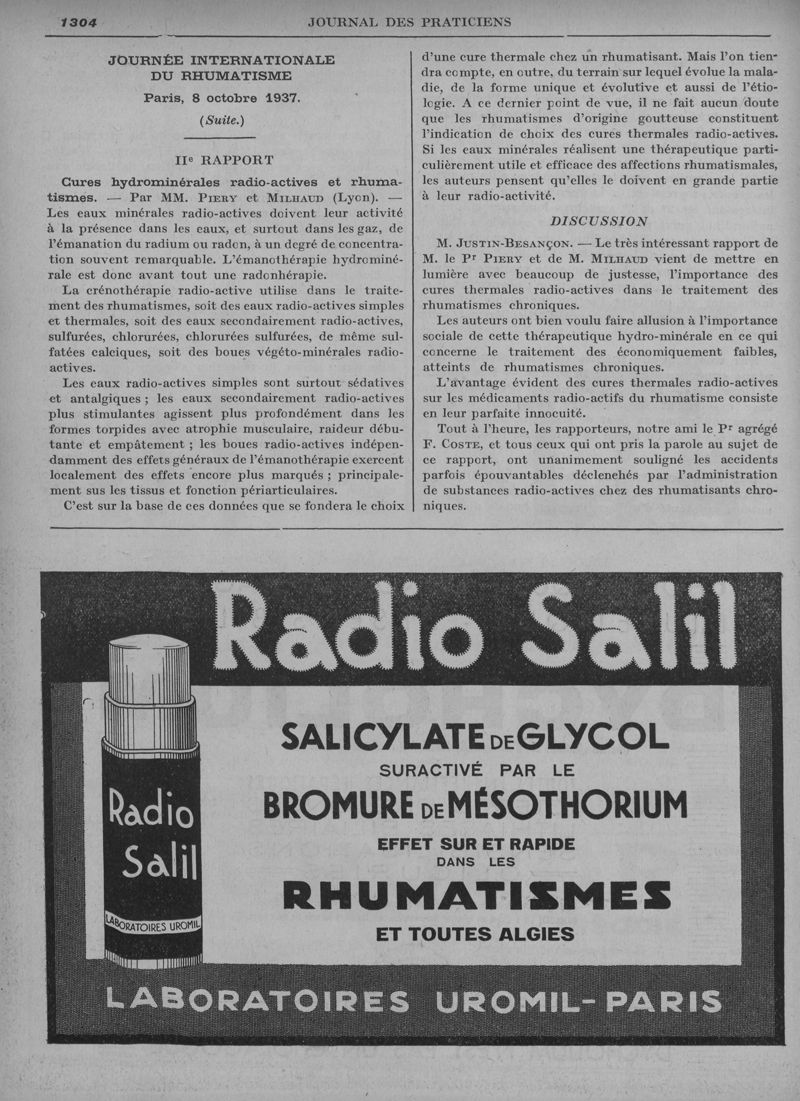 1304
JOURNAL DES PRATICIENS
JOURNÉE INTERNATIONALE
DU RHUMATISME
Paris, 8 octobre 1937.
(Suite.)
IIe RAPPORT
Cures hydrominérales radio-actives et rhuma-
tismes. — Par MM. PIERY et MILHAUD (Lyon). —
Les eaux minérales radio-actives doivent leur activité
à la présence dans les eaux, et surtout dans les gaz, de
l'émanation du radium ou radon, à un degré de concentra-
tion souvent remarquable. L'émanothérapie hydrominé-
rale est donc avant tout une radonhérapie.
La crénothérapie radio-active utilise dans le traite-
ment des rhumatismes, soit des eaux radio-actives simples
et thermales, soit des eaux secondairement radio-actives,
sulfurées, chlorurées, chlorurées sulfurées, de même sul-
fatées calciques, soit des boues végéto-minérales radio-
actives.
Les eaux radio-actives simples sont surtout sédatives
et antalgiques ; les eaux secondairement radio-actives
plus stimulantes agissent plus profondément dans les
formes torpides avec atrophie musculaire, raideur débu-
tante et empâtement ; les boues radio-actives indépen-
damment des effets généraux de l'émanothérapie exercent
localement des effets encore plus marqués ; principale-
ment sus les tissus et fonction périarticulaires.
C'est sur la base de ces données que se fondera le choix
d'une cure thermale chez un rhumatisant. Mais l'on tien-
dra compte, en outre, du terrain sur lequel évolue la mala-
die, de la forme unique et évolutive et aussi de l'étio-
logie. A ce dernier point de vue, il ne fait aucun doute
que les rhumatismes d'origine goutteuse constituent
l'indication de choix des cures thermales radio-actives.
Si les eaux minérales réalisent une thérapeutique parti-
culièrement utile et efficace des affections rhumatismales,
les auteurs pensent qu'elles le doivent en grande partie
à leur radio-activité.
DISCUSSION
M. JUSTIN-BESANÇON. — Le très intéressant rapport de
M. le Pr PIERY et de M. MILHAUD vient de mettre en
lumière avec beaucoup de justesse, l'importance des
cures thermales radio-actives dans le traitement des
rhumatismes chroniques.
Les auteurs ont bien voulu faire allusion à l'importance
sociale de cette thérapeutique hydro-minérale en ce qui
concerne le traitement des économiquement faibles,
atteints de rhumatismes chroniques.
L'avantage évident des cures thermales radio-actives
sur les médicaments radio-actifs du rhumatisme consiste
en leur parfaite innocuité.
Tout à l'heure, les rapporteurs, notre ami le Pr agrégé
F. COSTE, et tous ceux qui ont pris la parole au sujet de
ce rapport, ont unanimement souligné les accidents
parfois épouvantables déclenchés par l'administration
de substances radio-actives chez des rhumatisants chro-
niques.
Radio Salil
SALICYLATE DE GLYCOL
SURACTIVÉ PAR LE
BROMURE DE MÉSOTHORIUM
EFFET SUR ET RAPIDE
DANS LES
RHUMATISMES
ET TOUTES ALGIES
Radio
Salil
LABORATOIRES UROMIL
LABORATOIRES UROMIL-PARIS